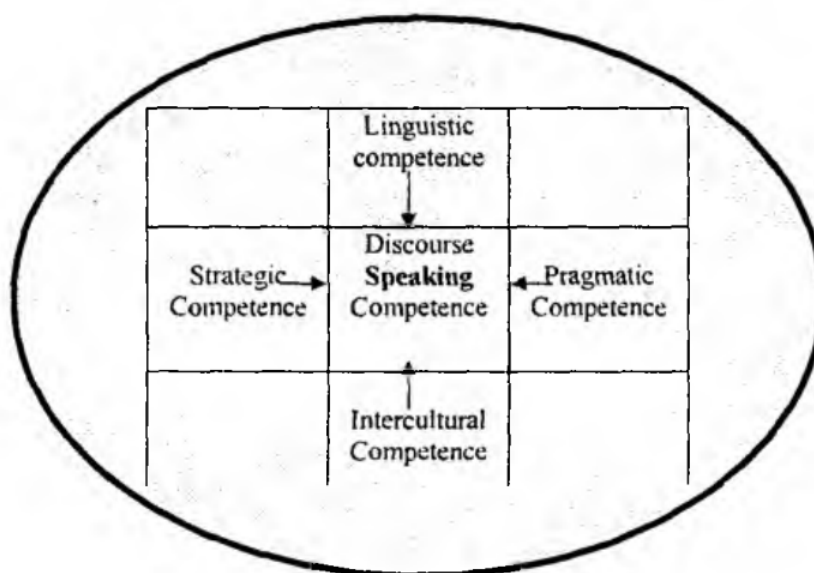 Linguistic
competence
Discourse
Strategic Speaking Pragmatic
Competence Competence Competence
Intercultural
Competence